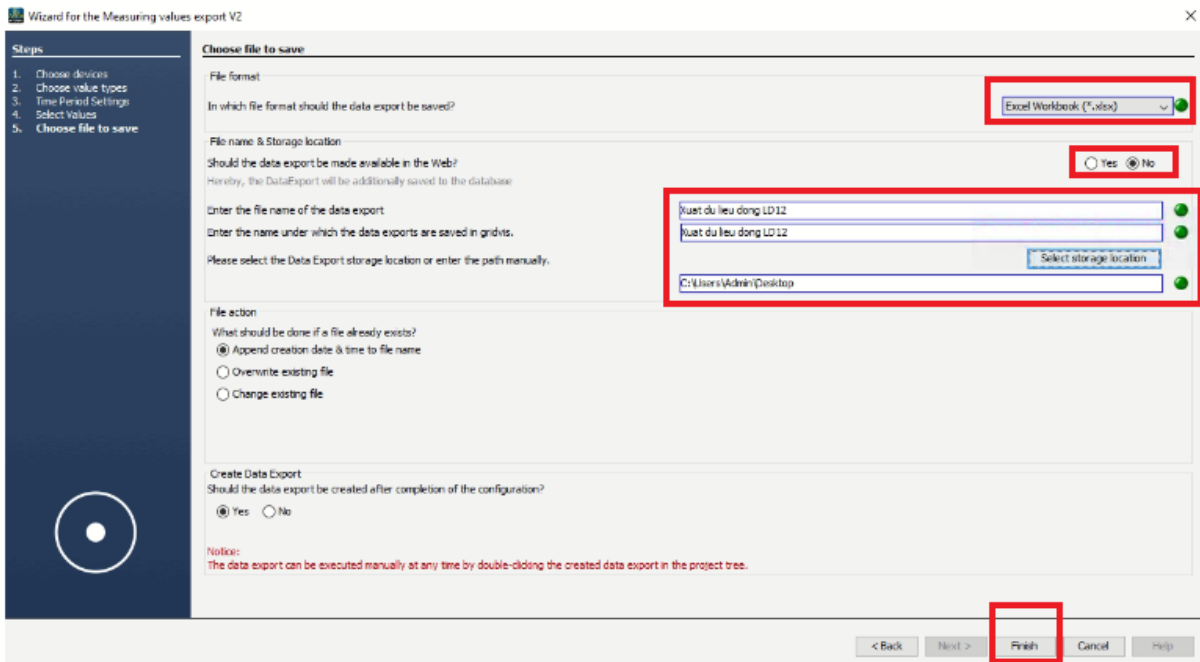 Wizard for the Measuring values export V2
Steps
1. Choose devices
2. Choose value types
3. Time Period Settings
4. Select Values
5. Choose file to save
Choose file to save
File format
In which file format should the data export be saved?
Excel Workbook (*.xlsx)
File name & Storage location
Should the data export be made available in the Web?
Yes No
Hereby, the DataExport will be additionally saved to the database
Enter the file name of the data export
Xuat du lieu dong LD12
Enter the name under which the data exports are saved in gridvis.
Xuat du lieu dong LD12
Please select the Data Export storage location or enter the path manually.
Select storage location
C:\Users\Admin\Desktop
File action
What should be done if a file already exists?
Append creation date & time to file name
Overwrite existing file
Change existing file
Create Data Export
Should the data export be created after completion of the configuration?
Yes No
Notice:
The data export can be executed manually at any time by double-clicking the created data export in the project tree.
< Back Next > Finish Cancel Help